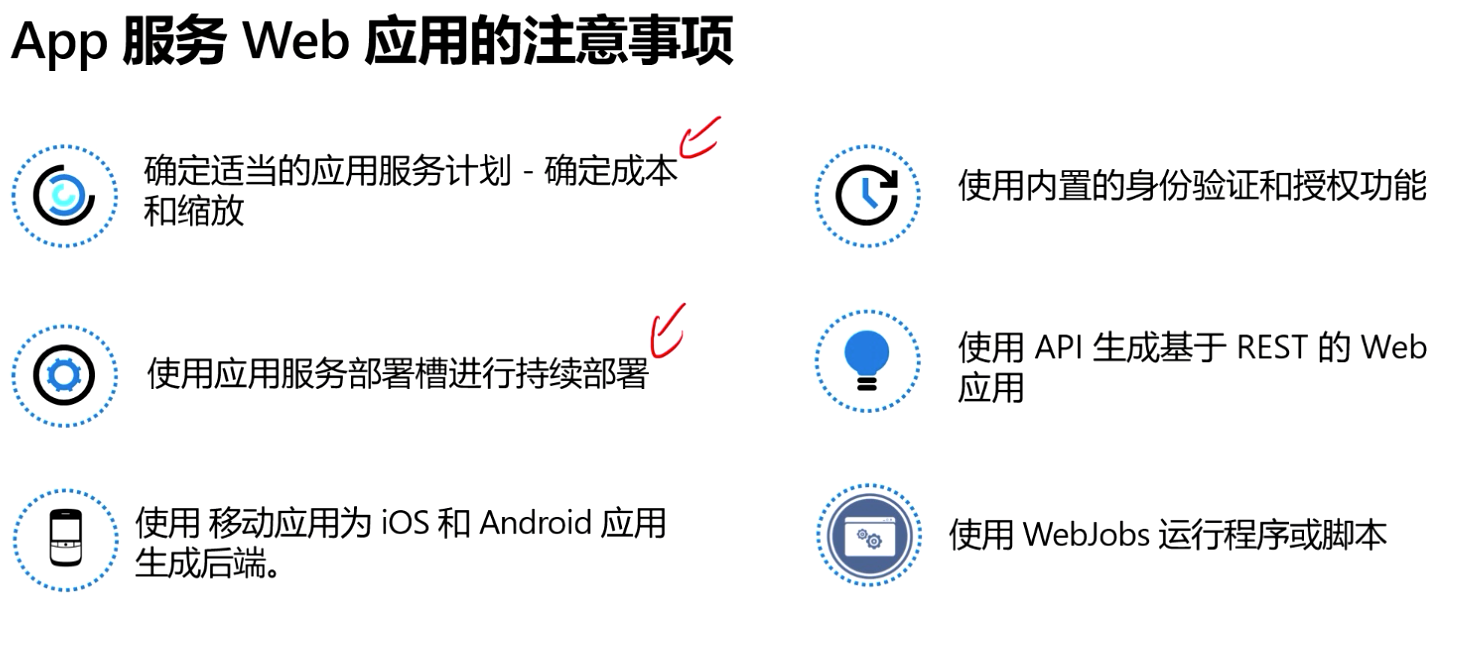 App 服务 Web 应用的注意事项
确定适当的应用服务计划 - 确定成本
和缩放
使用应用服务部署槽进行持续部署
使用 移动应用为 iOS 和 Android 应用
生成后端。
使用内置的身份验证和授权功能
使用 API 生成基于 REST 的 Web
应用
使用 WebJobs 运行程序或脚本